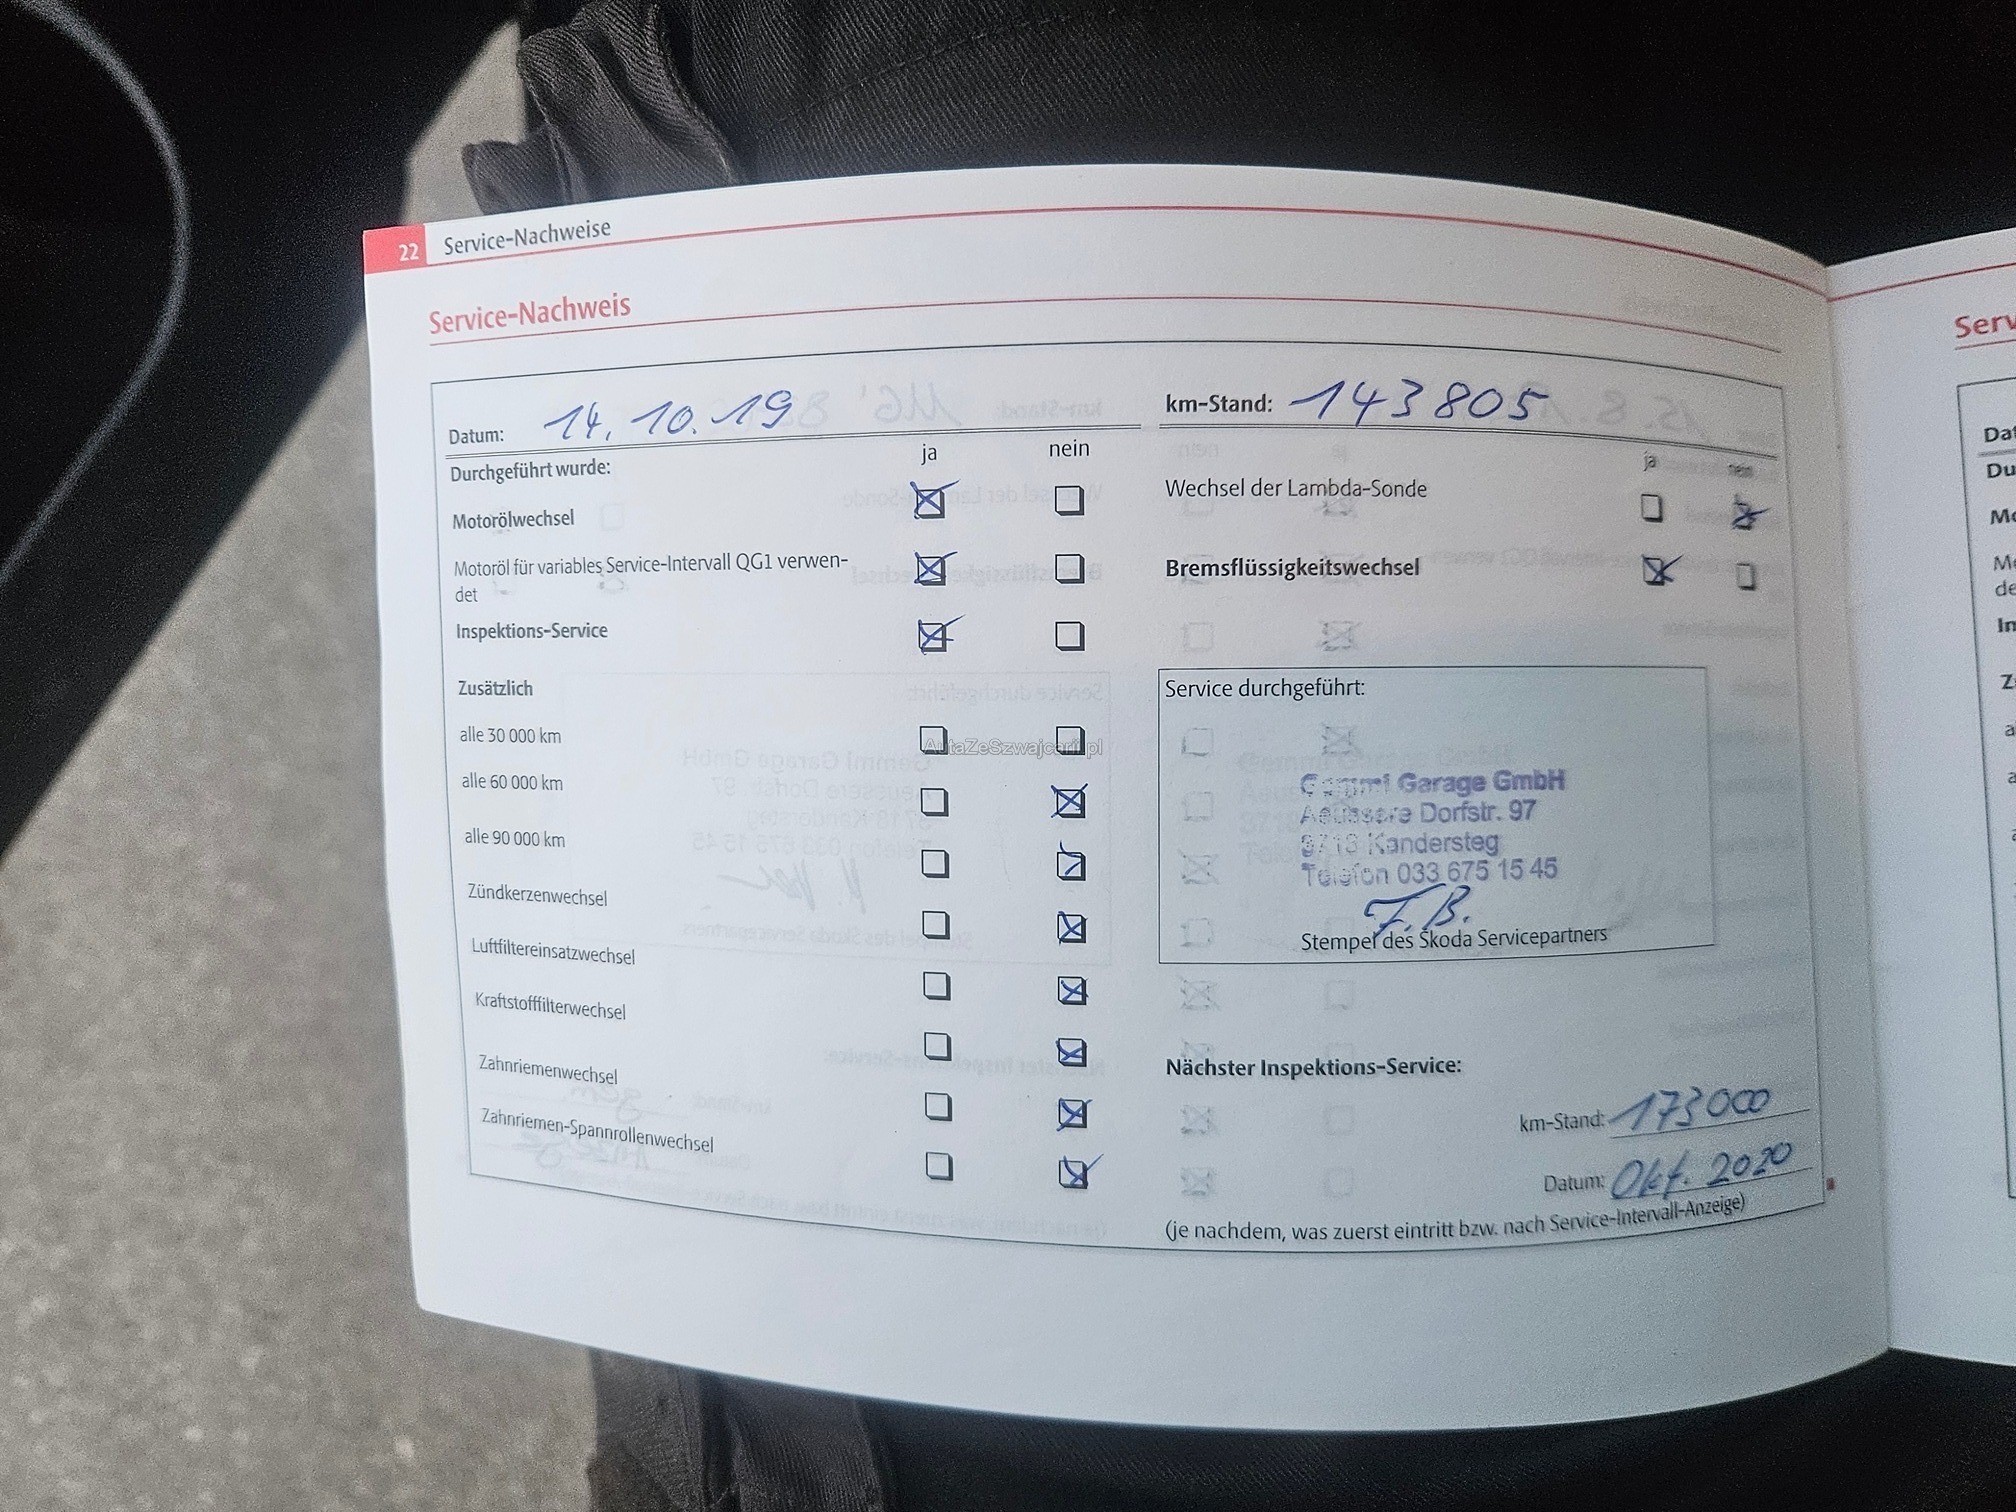 22 Service-Nachweise
Service-Nachweis
Datum: 14.10.19
Durchgeführt wurde:
ja nein
Motorölwechsel
Motoröl für variables Service-Intervall QG1 verwen-
det
Inspektions-Service
Zusätzlich
alle 30 000 km
alle 60 000 km
alle 90 000 km
Zündkerzenwechsel
Luftfiltereinsatzwechsel
Kraftstofffilterwechsel
Zahnriemenwechsel
Zahnriemen-Spannrollenwechsel
AutaZeSzwajcarii.pl
km-Stand: 143805
ja nein
Wechsel der Lambda-Sonde
Bremsflüssigkeitswechsel
Service durchgeführt:
Gemmi Garage GmbH
Aeussere Dorfstr. 97
3718 Kandersteg
Telefon 033 675 15 45
F.B.
Stempel des Škoda Servicepartners
Nächster Inspektions-Service:
km-Stand: 173000
Datum: Okt. 2020
(je nachdem, was zuerst eintritt bzw. nach Service-Intervall-Anzeige)